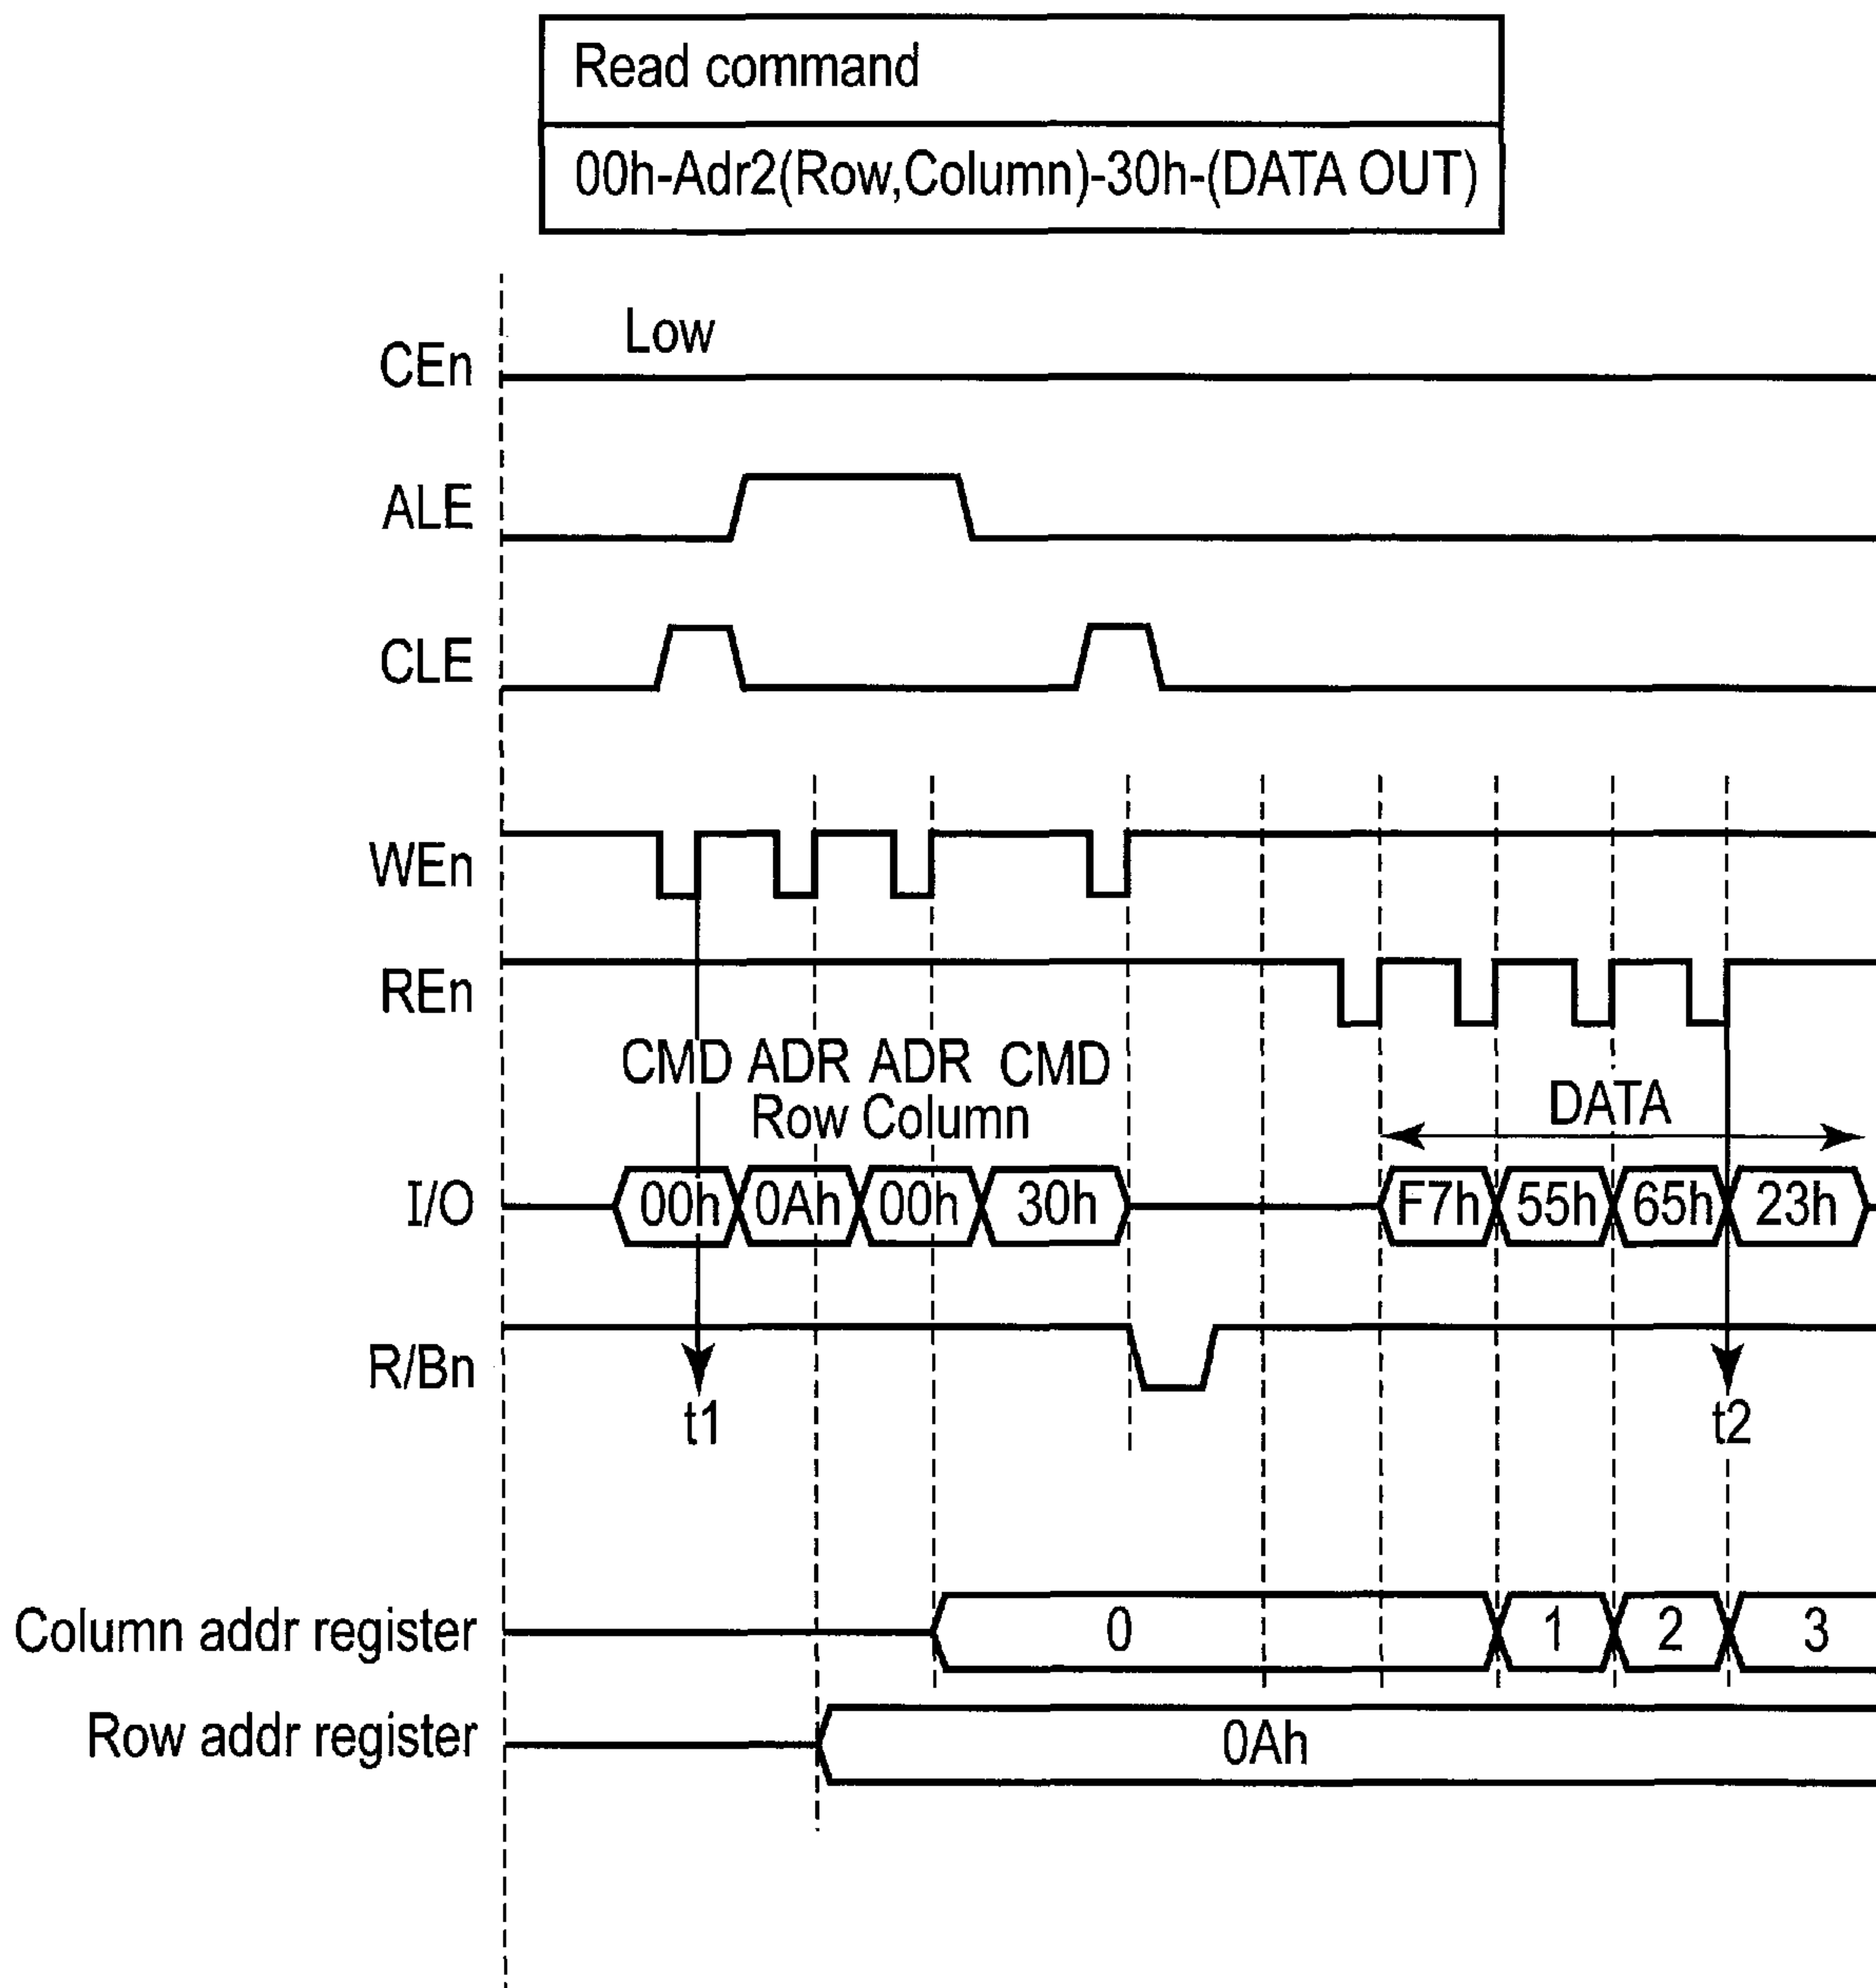 Read command
00h-Adr2(Row,Column)-30h-(DATA OUT)
Low
CEn
ALE
CLE
WEn
REn
CMD ADR ADR CMD
Row Column
DATA
I/O
00h 0Ah 00h 30h F7h 55h 65h 23h
R/Bn
t1
t2
Column addr register
0 1 2 3
Row addr register
0Ah